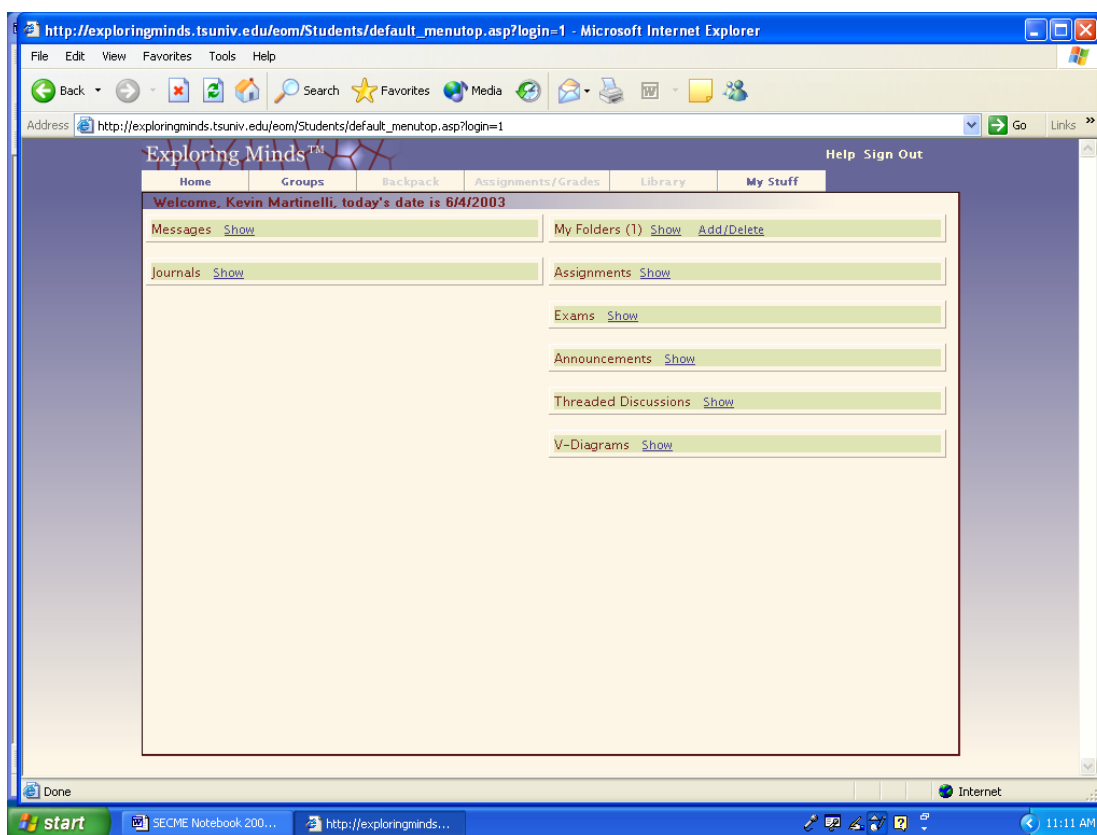 http://exploringminds.tsuniv.edu/eom/Students/default_menutop.asp?login=1 - Microsoft Internet Explorer
File Edit View Favorites Tools Help
Back Search Favorites Media
Address http://exploringminds.tsuniv.edu/eom/Students/default_menutop.asp?login=1 Go Links »
Exploring Minds™ Help Sign Out
Home Groups Backpack Assignments/Grades Library My Stuff
Welcome, Kevin Martinelli, today's date is 6/4/2003
Messages Show
Journals Show
My Folders (1) Show Add/Delete
Assignments Show
Exams Show
Announcements Show
Threaded Discussions Show
V-Diagrams Show
Done Internet
start SECME Notebook 200... http://exploringminds... 11:11 AM